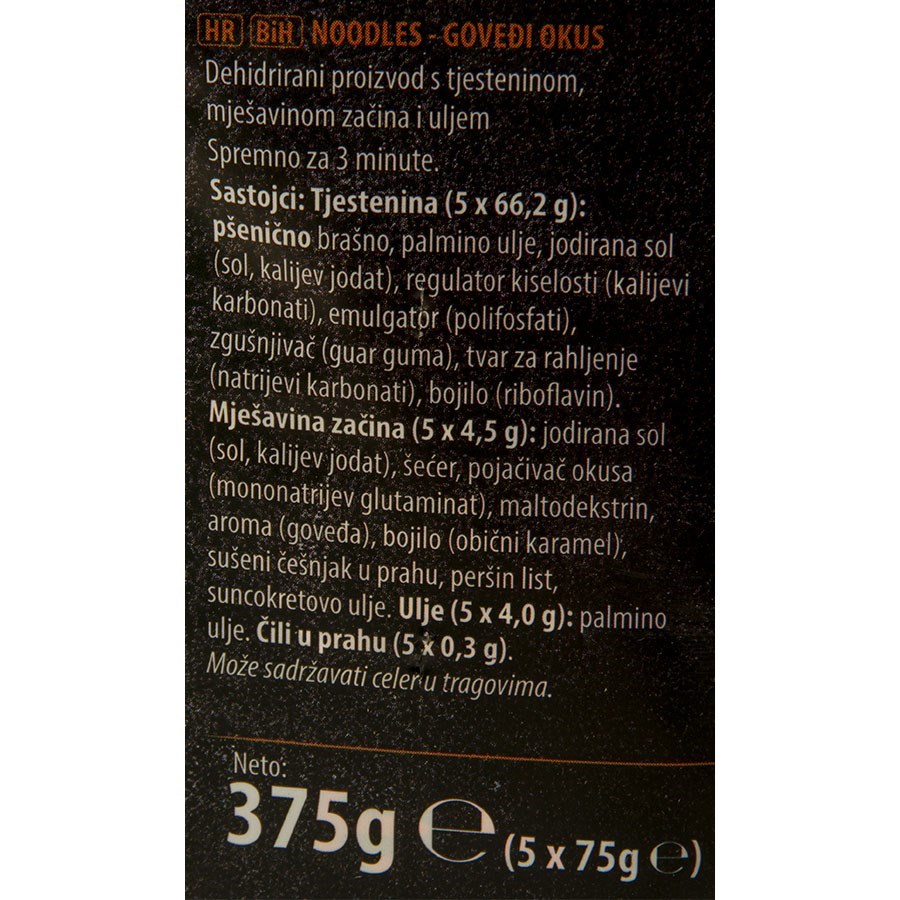 HR BiH NOODLES - GOVEĐI OKUS
Dehidrirani proizvod s tjesteninom,
mješavinom začina i uljem
Spremno za 3 minute.
Sastojci: Tjestenina (5 x 66,2 g):
pšenično brašno, palmino ulje, jodirana sol
(sol, kalijev jodat), regulator kiselosti (kalijevi
karbonati), emulgator (polifosfati),
zgušnjivač (guar guma), tvar za rahljenje
(natrijevi karbonati), bojilo (riboflavin).
Mješavina začina (5 x 4,5 g): jodirana sol
(sol, kalijev jodat), šećer, pojačivač okusa
(mononatrijev glutaminat), maltodekstrin,
aroma (goveđa), bojilo (obični karamel),
sušeni češnjak u prahu, peršin list,
suncokretovo ulje. Ulje (5 x 4,0 g): palmino
ulje. Čili u prahu (5 x 0,3 g).
Može sadržavati celer u tragovima.
Neto:
375g ℮ (5 x 75g ℮)